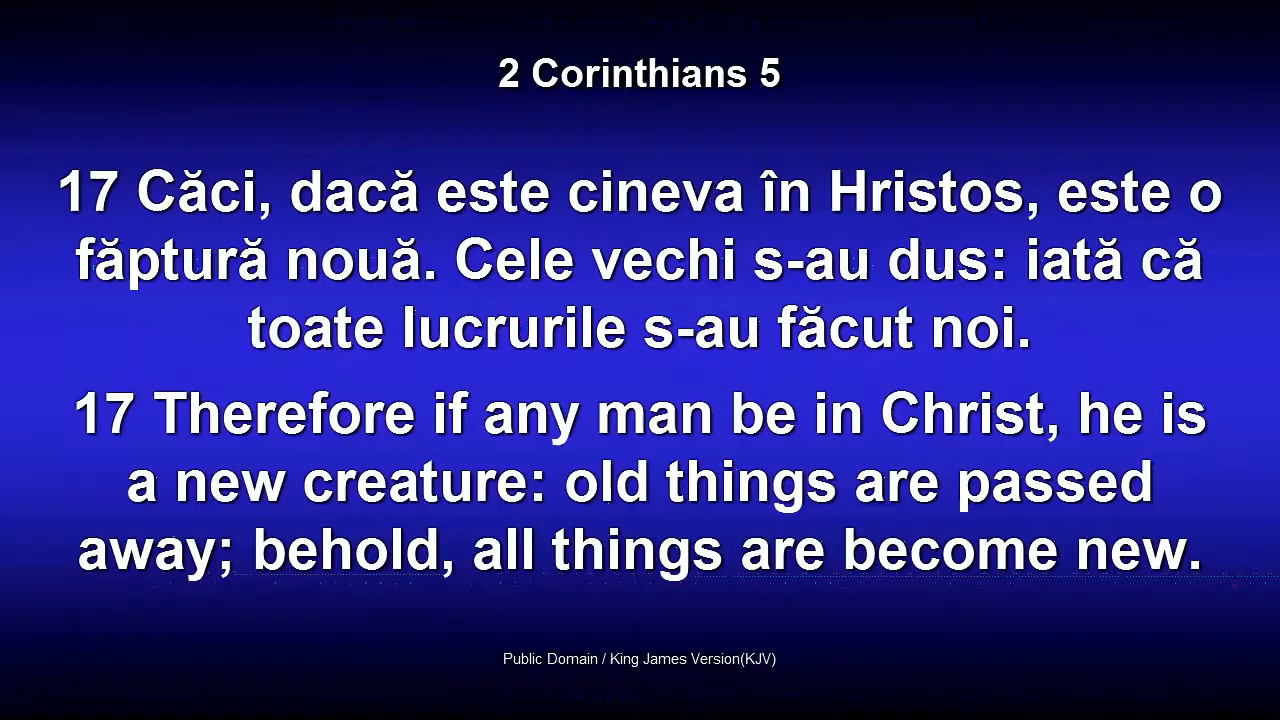 2 Corinthians 5
17 Căci, dacă este cineva în Hristos, este o
făptură nouă. Cele vechi s-au dus: iată că
toate lucrurile s-au făcut noi.
17 Therefore if any man be in Christ, he is
a new creature: old things are passed
away; behold, all things are become new.
Public Domain / King James Version(KJV)